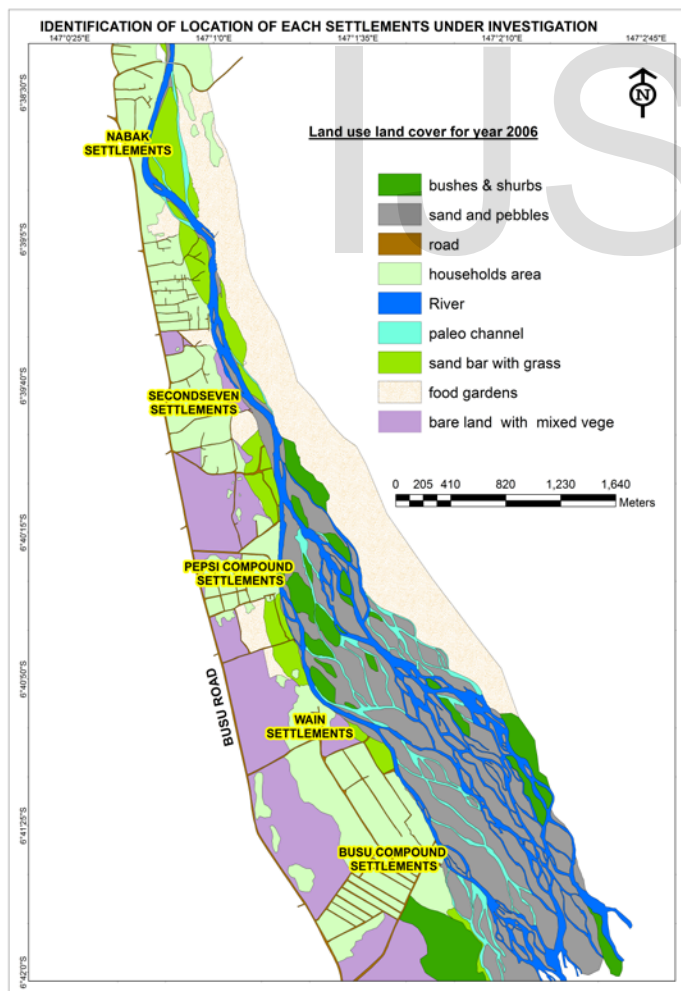 IDENTIFICATION OF LOCATION OF EACH SETTLEMENTS UNDER INVESTIGATION
147°0'25"E 147°1'0"E 147°1'35"E 147°2'10"E 147°2'45"E
6°38'30"S
N
IUS
Land use land cover for year 2006
NABAK
SETTLEMENTS
bushes & shurbs
sand and pebbles
road
households area
River
paleo channel
sand bar with grass
food gardens
bare land with mixed vege
6°39'5"S
6°39'40"S
SECONDSEVEN
SETTLEMENTS
0 205 410 820 1,230 1,640
Meters
6°40'15"S
PEPSI COMPOUND
SETTLEMENTS
6°40'50"S
BUSU ROAD
WAIN
SETTLEMENTS
6°41'25"S
BUSU COMPOUND
SETTLEMENTS
6°42'0"S